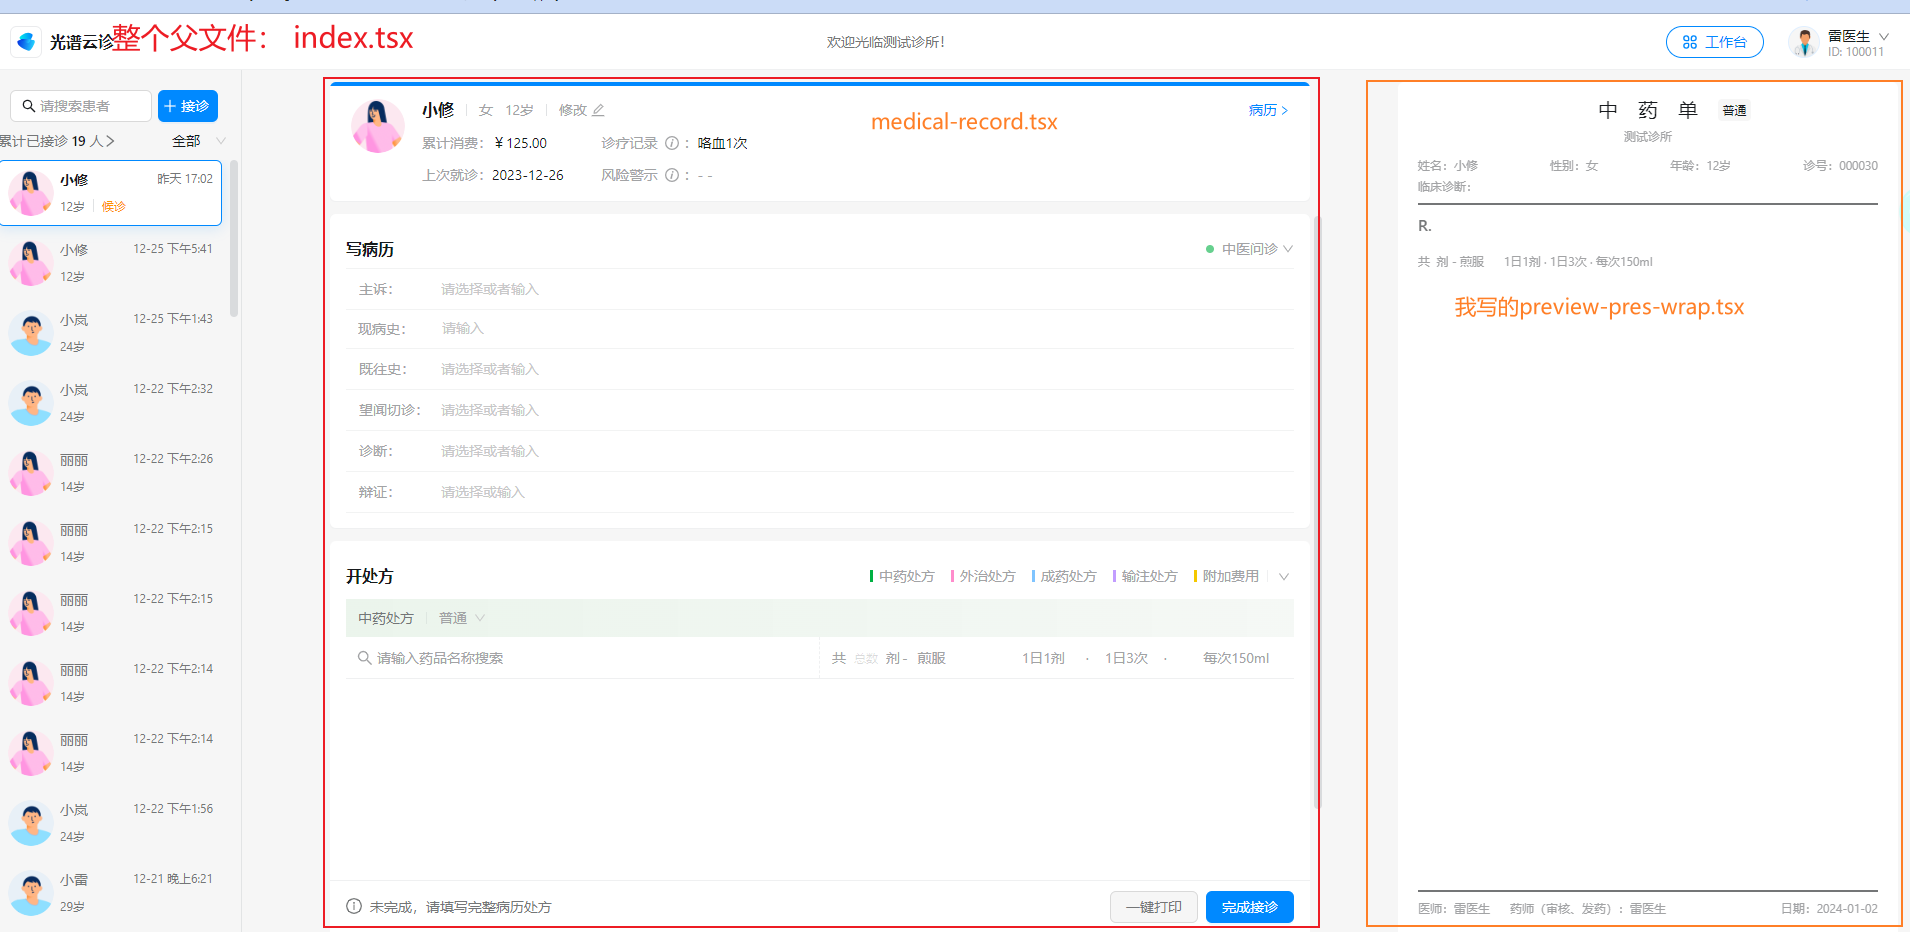 光谱云诊
整个父文件： index.tsx
欢迎光临测试诊所！
工作台
雷医生
ID: 100011
请搜索患者
接诊
累计已接诊 19 人
全部
小修
昨天 17:02
12岁
候诊
小修
12-25 下午5:41
12岁
小岚
12-25 下午1:43
24岁
小岚
12-22 下午2:32
24岁
丽丽
12-22 下午2:26
14岁
丽丽
12-22 下午2:15
14岁
丽丽
12-22 下午2:15
14岁
丽丽
12-22 下午2:14
14岁
丽丽
12-22 下午2:14
14岁
小岚
12-22 下午1:56
24岁
小雷
12-21 晚上6:21
29岁
小修 女 12岁 修改
medical-record.tsx
病历
累计消费：￥125.00 诊疗记录 ： 咯血1次
上次就诊：2023-12-26 风险警示 ： - -
写病历
中医问诊
主诉： 请选择或者输入
现病史： 请输入
既往史： 请选择或者输入
望闻切诊： 请选择或者输入
诊断： 请选择或者输入
辩证： 请选择或输入
开处方
中药处方 外治处方 成药处方 输注处方 附加费用
中药处方 普通
请输入药品名称搜索
共 总数 剂 - 煎服 1日1剂 · 1日3次 · 每次150ml
未完成，请填写完整病历处方
一键打印
完成接诊
中 药 单 普通
测试诊所
姓名：小修 性别：女 年龄：12岁 诊号：000030
临床诊断：
R.
共 剂 - 煎服 1日1剂 · 1日3次 · 每次150ml
我写的preview-pres-wrap.tsx
医师：雷医生 药师（审核、发药）：雷医生 日期：2024-01-02